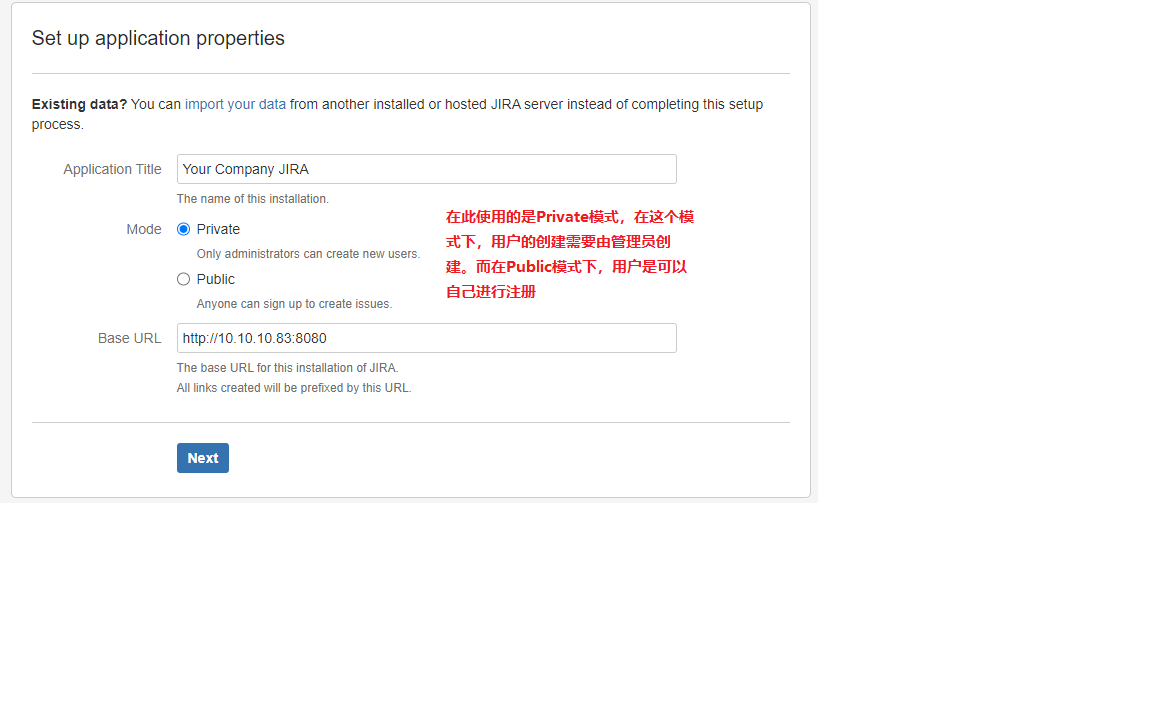 Set up application properties
Existing data? You can import your data from another installed or hosted JIRA server instead of completing this setup
process.
Application Title
Your Company JIRA
The name of this installation.
Mode
Private
Only administrators can create new users.
Public
Anyone can sign up to create issues.
在此使用的是Private模式，在这个模
式下，用户的创建需要由管理员创
建。而在Public模式下，用户是可以
自己进行注册
Base URL
http://10.10.10.83:8080
The base URL for this installation of JIRA.
All links created will be prefixed by this URL.
Next